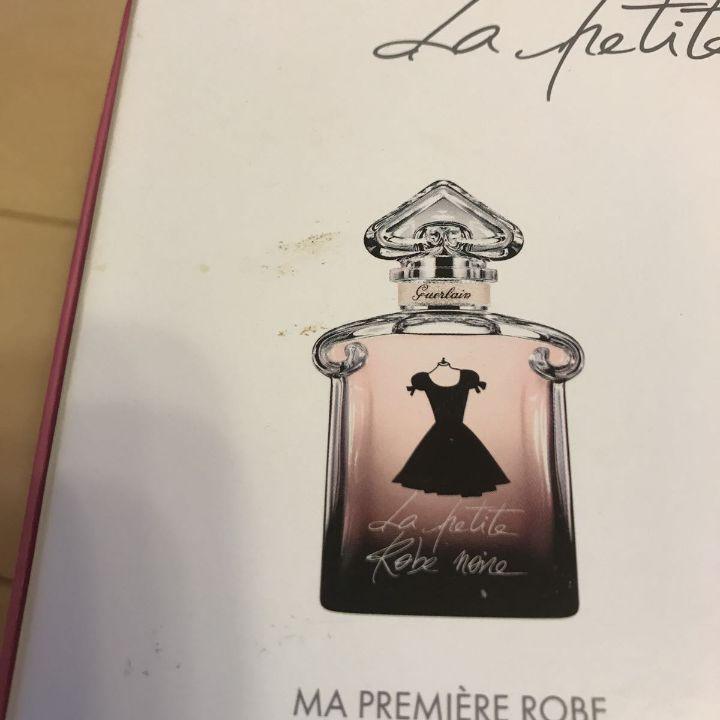 La petite
Guerlain
La petite
Robe noire
MA PREMIÈRE ROBE